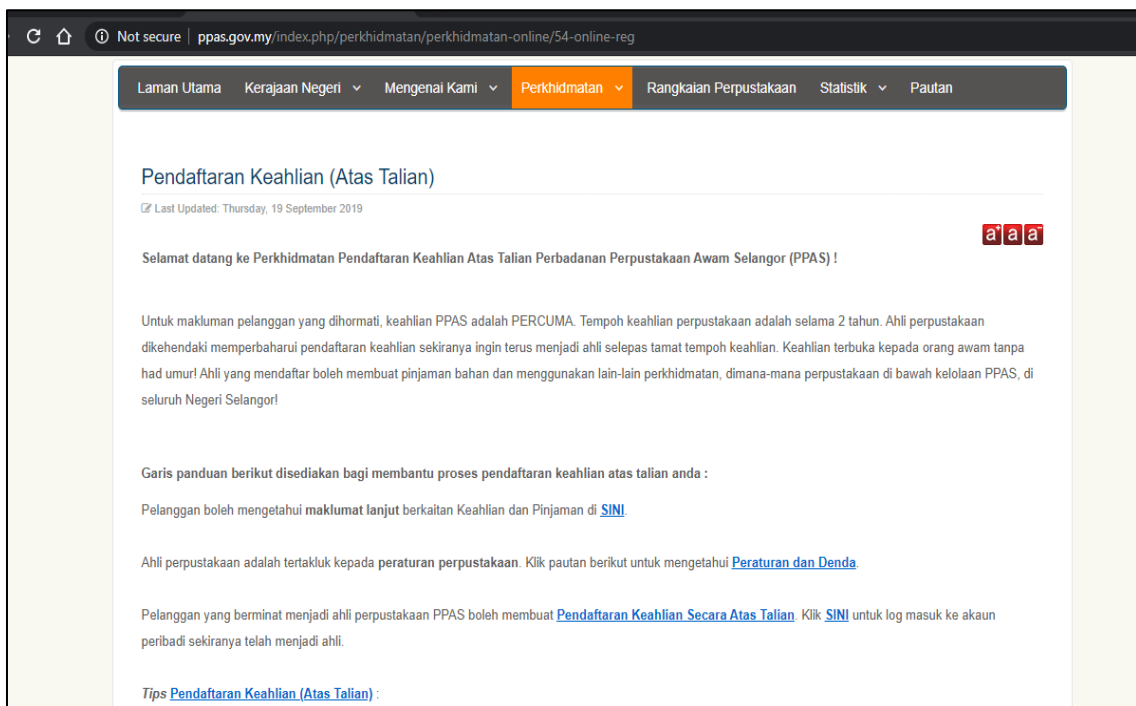 Not secure | ppas.gov.my/index.php/perkhidmatan/perkhidmatan-online/54-online-reg
Laman Utama Kerajaan Negeri Mengenai Kami Perkhidmatan Rangkaian Perpustakaan Statistik Pautan
Pendaftaran Keahlian (Atas Talian)
Last Updated: Thursday, 19 September 2019
a+ a a-
Selamat datang ke Perkhidmatan Pendaftaran Keahlian Atas Talian Perbadanan Perpustakaan Awam Selangor (PPAS) !
Untuk makluman pelanggan yang dihormati, keahlian PPAS adalah PERCUMA. Tempoh keahlian perpustakaan adalah selama 2 tahun. Ahli perpustakaan
dikehendaki memperbaharui pendaftaran keahlian sekiranya ingin terus menjadi ahli selepas tamat tempoh keahlian. Keahlian terbuka kepada orang awam tanpa
had umur! Ahli yang mendaftar boleh membuat pinjaman bahan dan menggunakan lain-lain perkhidmatan, dimana-mana perpustakaan di bawah kelolaan PPAS, di
seluruh Negeri Selangor!
Garis panduan berikut disediakan bagi membantu proses pendaftaran keahlian atas talian anda :
Pelanggan boleh mengetahui maklumat lanjut berkaitan Keahlian dan Pinjaman di SINI.
Ahli perpustakaan adalah tertakluk kepada peraturan perpustakaan. Klik pautan berikut untuk mengetahui Peraturan dan Denda.
Pelanggan yang berminat menjadi ahli perpustakaan PPAS boleh membuat Pendaftaran Keahlian Secara Atas Talian. Klik SINI untuk log masuk ke akaun
peribadi sekiranya telah menjadi ahli.
Tips Pendaftaran Keahlian (Atas Talian) :